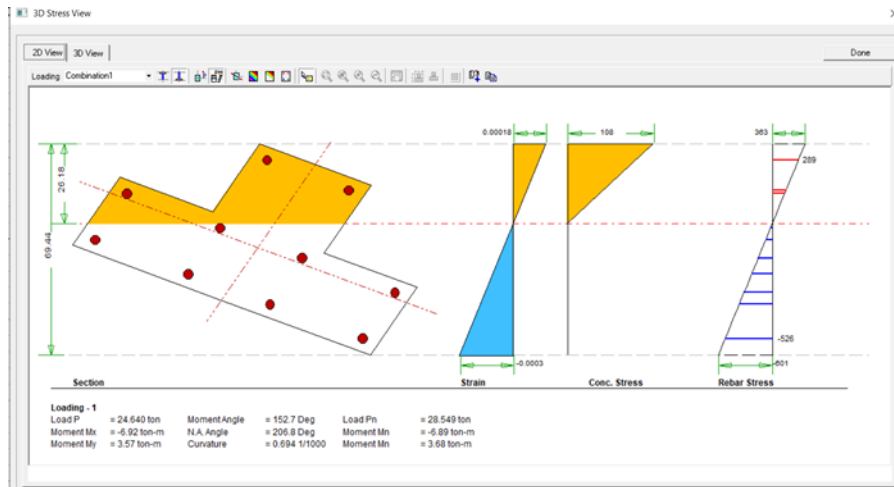 3D Stress View
2D View 3D View Done
Loading Combination1
0.00018 108 363
289
26.18
69.44
-526
-0.0003 -601
Section Strain Conc. Stress Rebar Stress
Loading - 1
Load P = 24.640 ton Moment Angle = 152.7 Deg Load Pn = 28.549 ton
Moment Mx = -6.92 ton-m N.A. Angle = 206.8 Deg Moment Mn = -6.89 ton-m
Moment My = 3.57 ton-m Curvature = 0.694 1/1000 Moment Mn = 3.68 ton-m